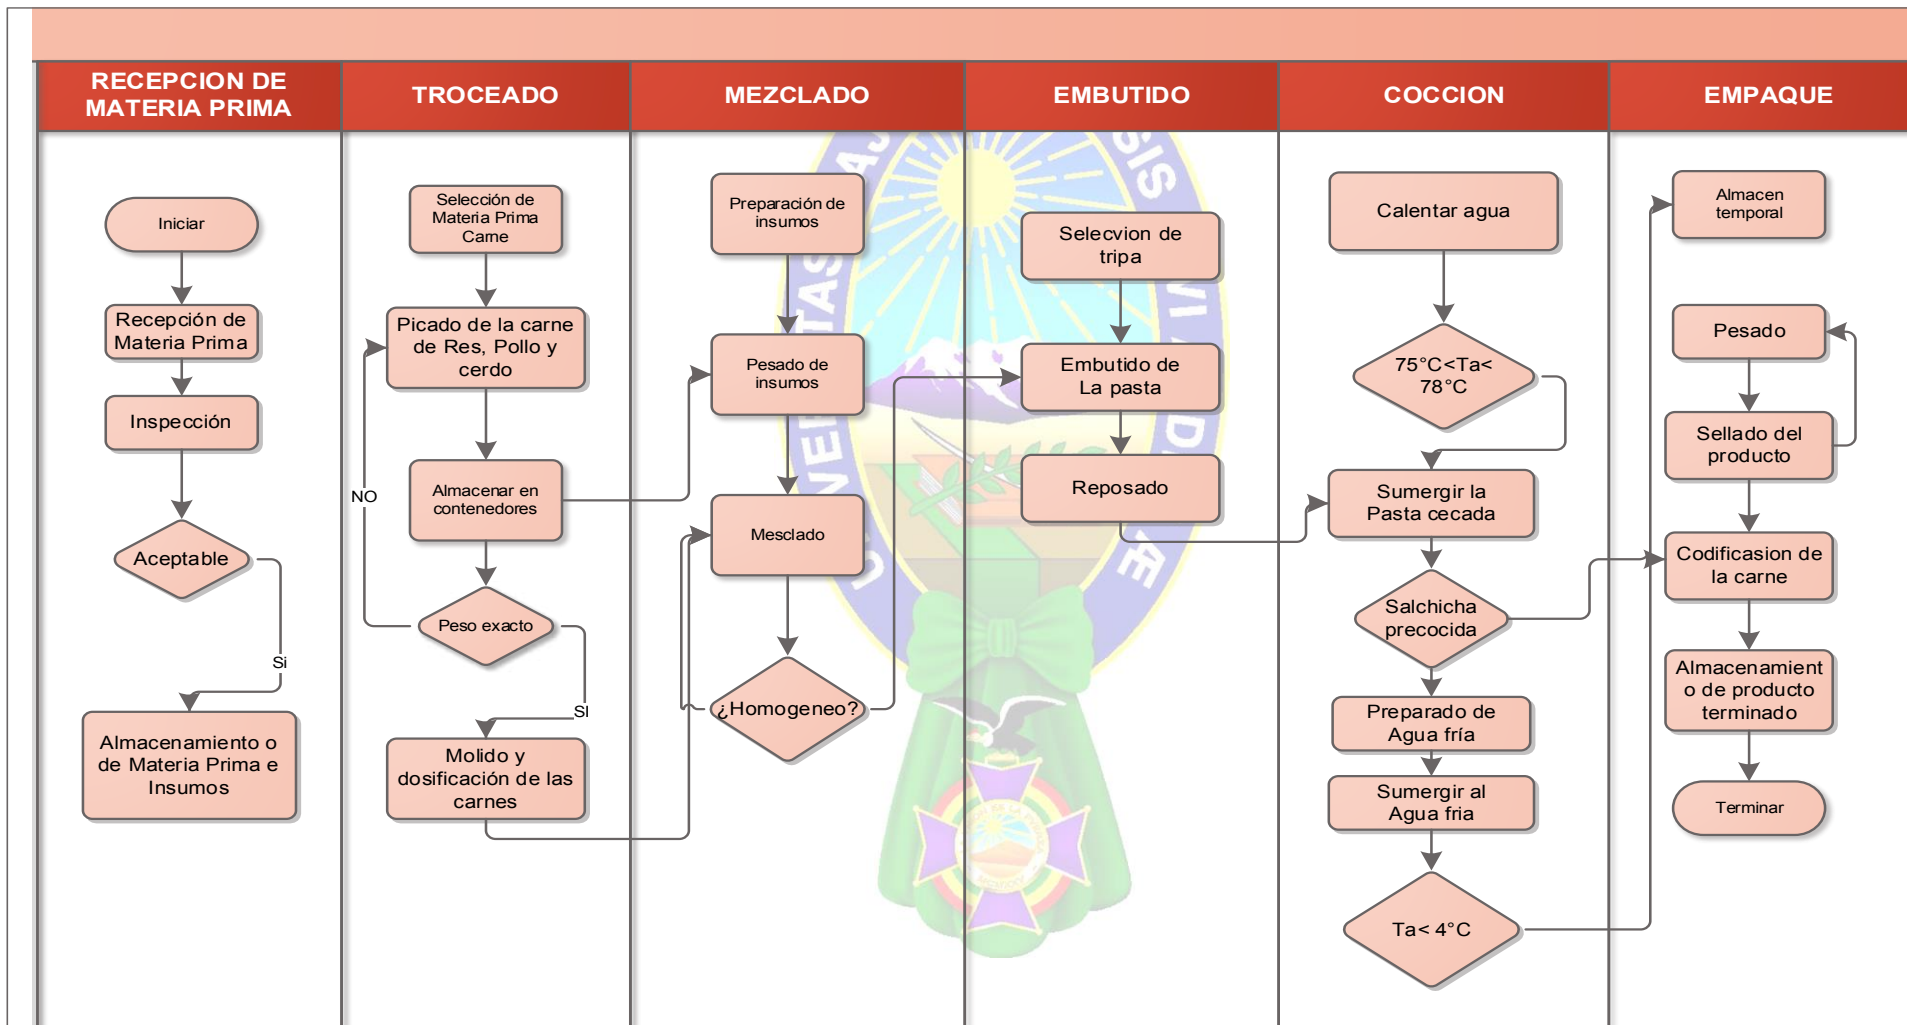 RECEPCION DE
MATERIA PRIMA
TROCEADO
MEZCLADO
EMBUTIDO
COCCION
EMPAQUE
Iniciar
Recepción de
Materia Prima
Inspección
Aceptable
Si
Almacenamiento o
de Materia Prima e
Insumos
Selección de
Materia Prima
Carne
Picado de la carne
de Res, Pollo y
cerdo
NO
Almacenar en
contenedores
Peso exacto
SI
Molido y
dosificación de las
carnes
Preparación de
insumos
Pesado de
insumos
Mesclado
¿Homogeneo?
Selecvion de
tripa
Embutido de
La pasta
Reposado
Calentar agua
75°C<Ta<
78°C
Sumergir la
Pasta cecada
Salchicha
precocida
Preparado de
Agua fría
Sumergir al
Agua fria
Ta< 4°C
Almacen
temporal
Pesado
Sellado del
producto
Codificasion de
la carne
Almacenamient
o de producto
terminado
Terminar